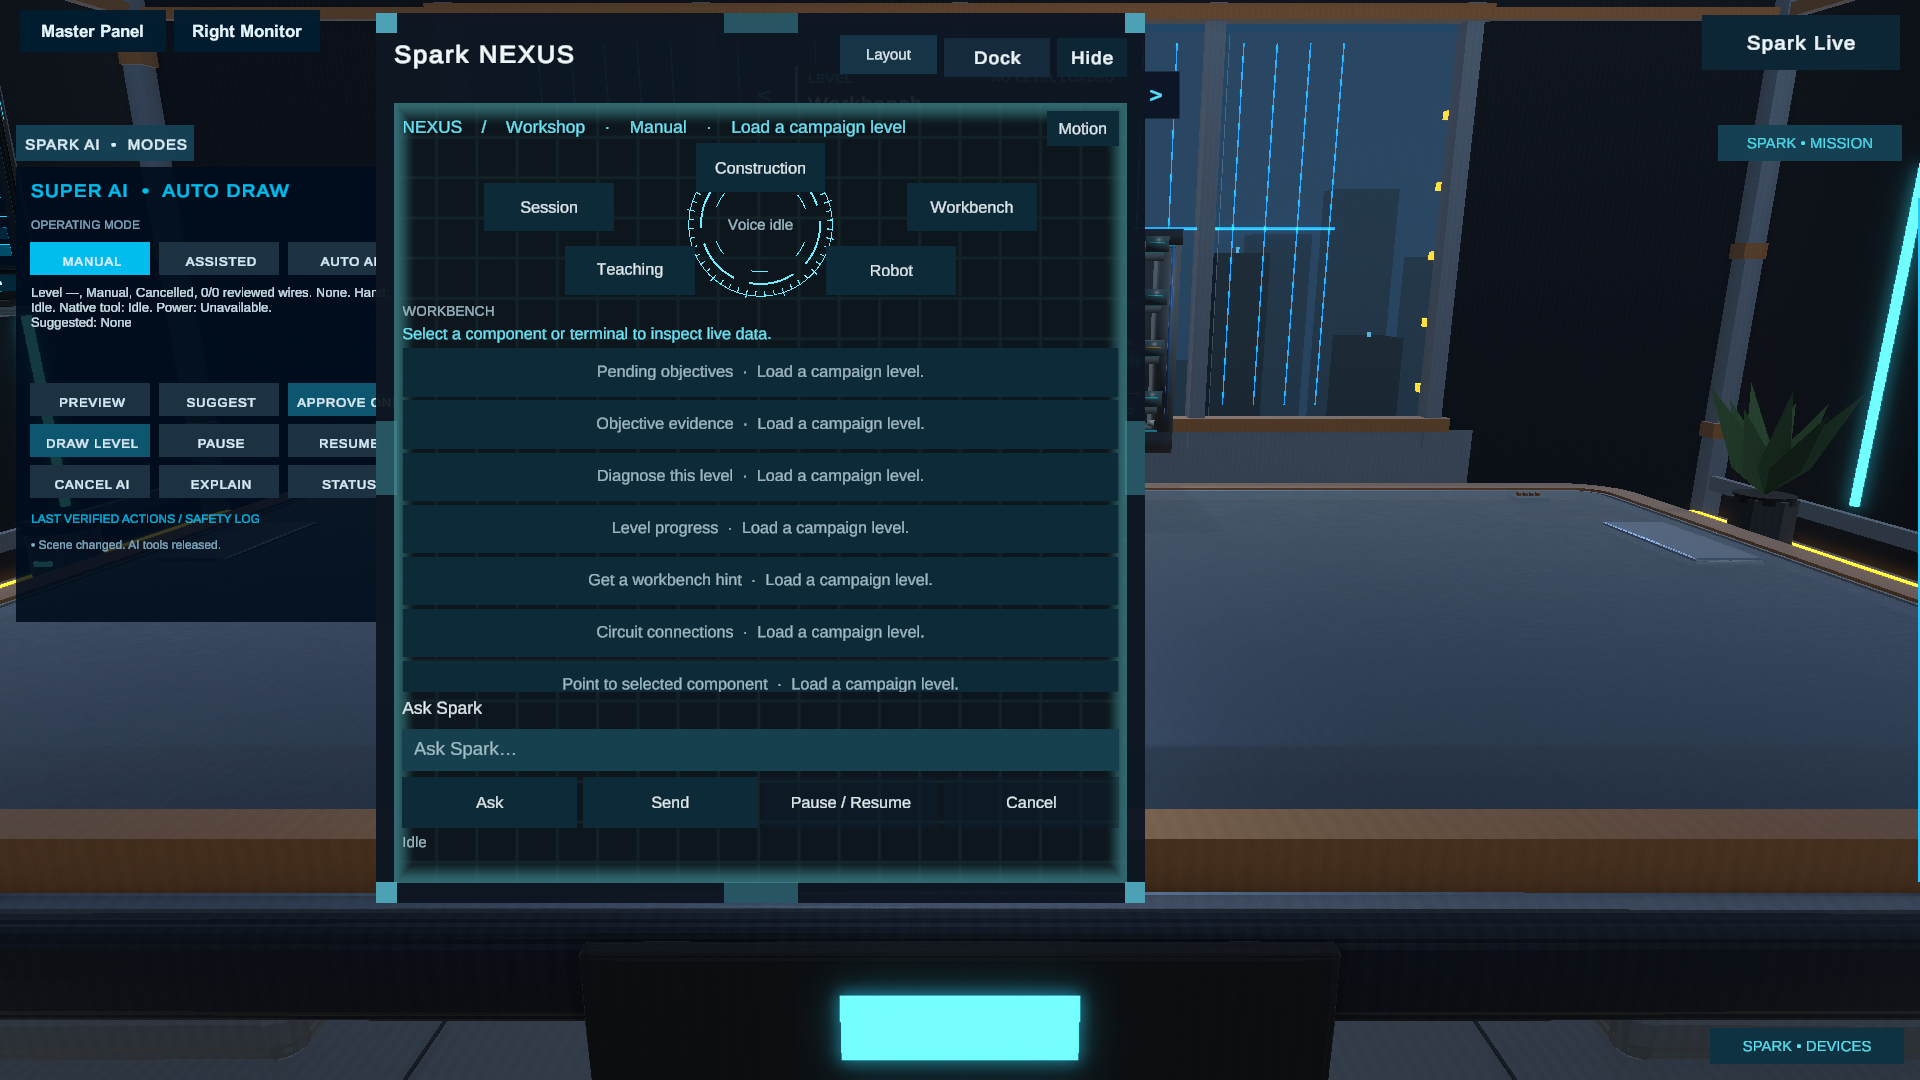 Master Panel
Right Monitor
Spark NEXUS
Layout
Dock
Hide
Spark Live
LEVEL
Workbench
<
>
NEXUS / Workshop · Manual · Load a campaign level
Motion
SPARK AI • MODES
SPARK • MISSION
Construction
Session
Voice idle
Workbench
Teaching
Robot
SUPER AI • AUTO DRAW
OPERATING MODE
MANUAL
ASSISTED
AUTO AI
Level —, Manual, Cancelled, 0/0 reviewed wires. None. Hand:
Idle. Native tool: Idle. Power: Unavailable.
Suggested: None
PREVIEW
SUGGEST
APPROVE ON
DRAW LEVEL
PAUSE
RESUME
CANCEL AI
EXPLAIN
STATUS
LAST VERIFIED ACTIONS / SAFETY LOG
• Scene changed. AI tools released.
WORKBENCH
Select a component or terminal to inspect live data.
Pending objectives · Load a campaign level.
Objective evidence · Load a campaign level.
Diagnose this level · Load a campaign level.
Level progress · Load a campaign level.
Get a workbench hint · Load a campaign level.
Circuit connections · Load a campaign level.
Point to selected component · Load a campaign level.
Ask Spark
Ask Spark…
Ask
Send
Pause / Resume
Cancel
Idle
SPARK • DEVICES